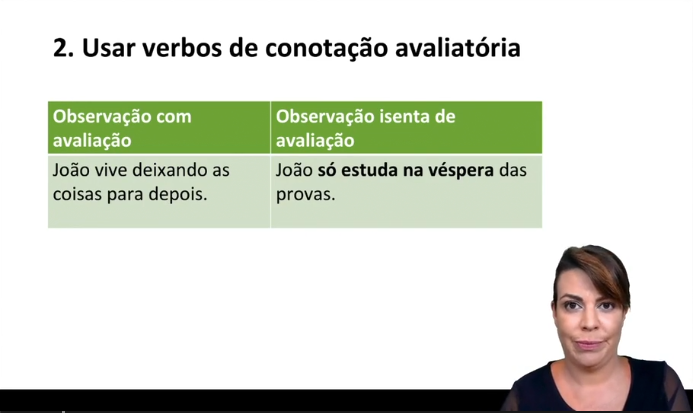 2. Usar verbos de conotação avaliatória
Observação com
avaliação
Observação isenta de
avaliação
João vive deixando as
coisas para depois.
João só estuda na véspera das
provas.